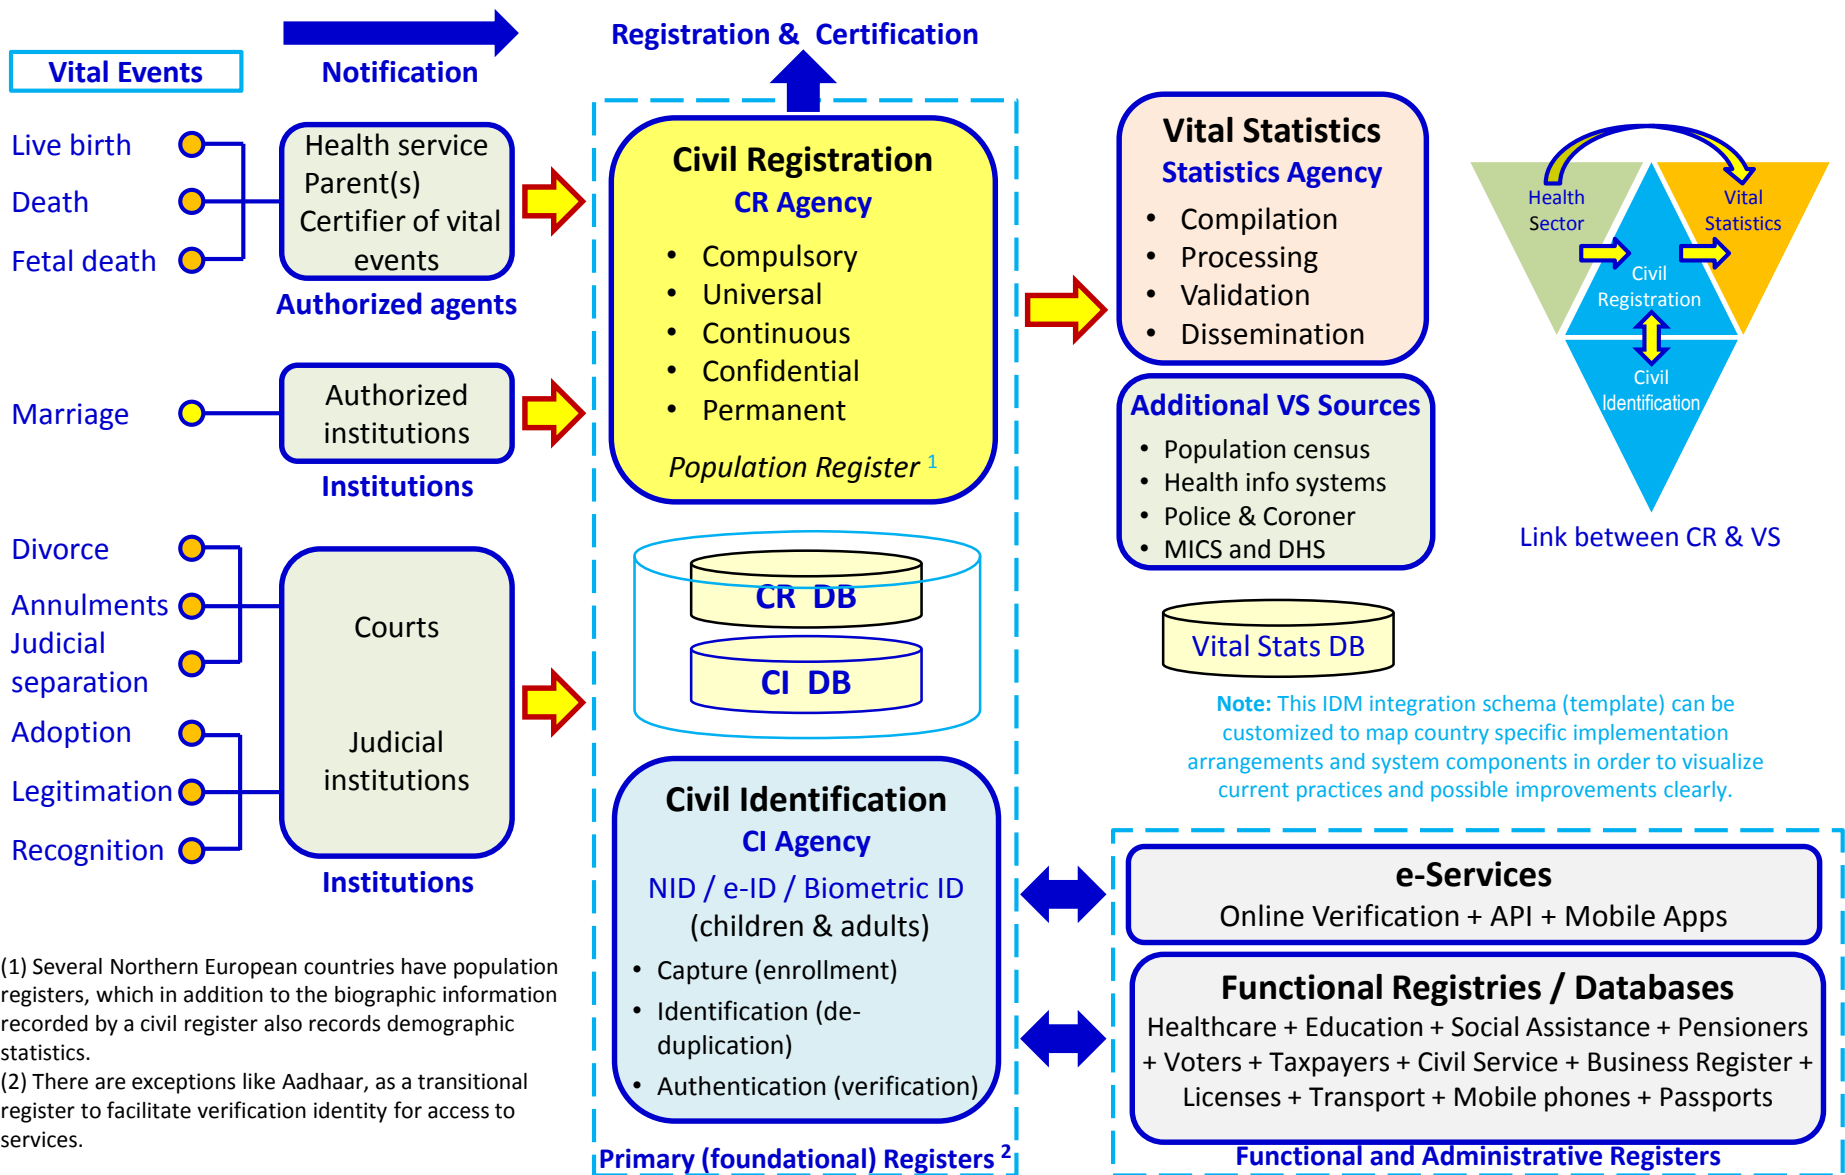 Vital Events
Notification
Registration & Certification
Live birth
Death
Fetal death
Health service
Parent(s)
Certifier of vital
events
Authorized agents
Marriage
Authorized
institutions
Institutions
Divorce
Annulments
Judicial
separation
Adoption
Legitimation
Recognition
Courts
Judicial
institutions
Institutions
(1) Several Northern European countries have population
registers, which in addition to the biographic information
recorded by a civil register also records demographic
statistics.
(2) There are exceptions like Aadhaar, as a transitional
register to facilitate verification identity for access to
services.
Civil Registration
CR Agency
• Compulsory
• Universal
• Continuous
• Confidential
• Permanent
Population Register 1
CR DB
CI DB
Civil Identification
CI Agency
NID / e-ID / Biometric ID
(children & adults)
• Capture (enrollment)
• Identification (de-
duplication)
• Authentication (verification)
Primary (foundational) Registers 2
Vital Statistics
Statistics Agency
• Compilation
• Processing
• Validation
• Dissemination
Additional VS Sources
• Population census
• Health info systems
• Police & Coroner
• MICS and DHS
Vital Stats DB
Health
Sector
Vital
Statistics
Civil
Registration
Civil
Identification
Link between CR & VS
Note: This IDM integration schema (template) can be
customized to map country specific implementation
arrangements and system components in order to visualize
current practices and possible improvements clearly.
e-Services
Online Verification + API + Mobile Apps
Functional Registries / Databases
Healthcare + Education + Social Assistance + Pensioners
+ Voters + Taxpayers + Civil Service + Business Register +
Licenses + Transport + Mobile phones + Passports
Functional and Administrative Registers